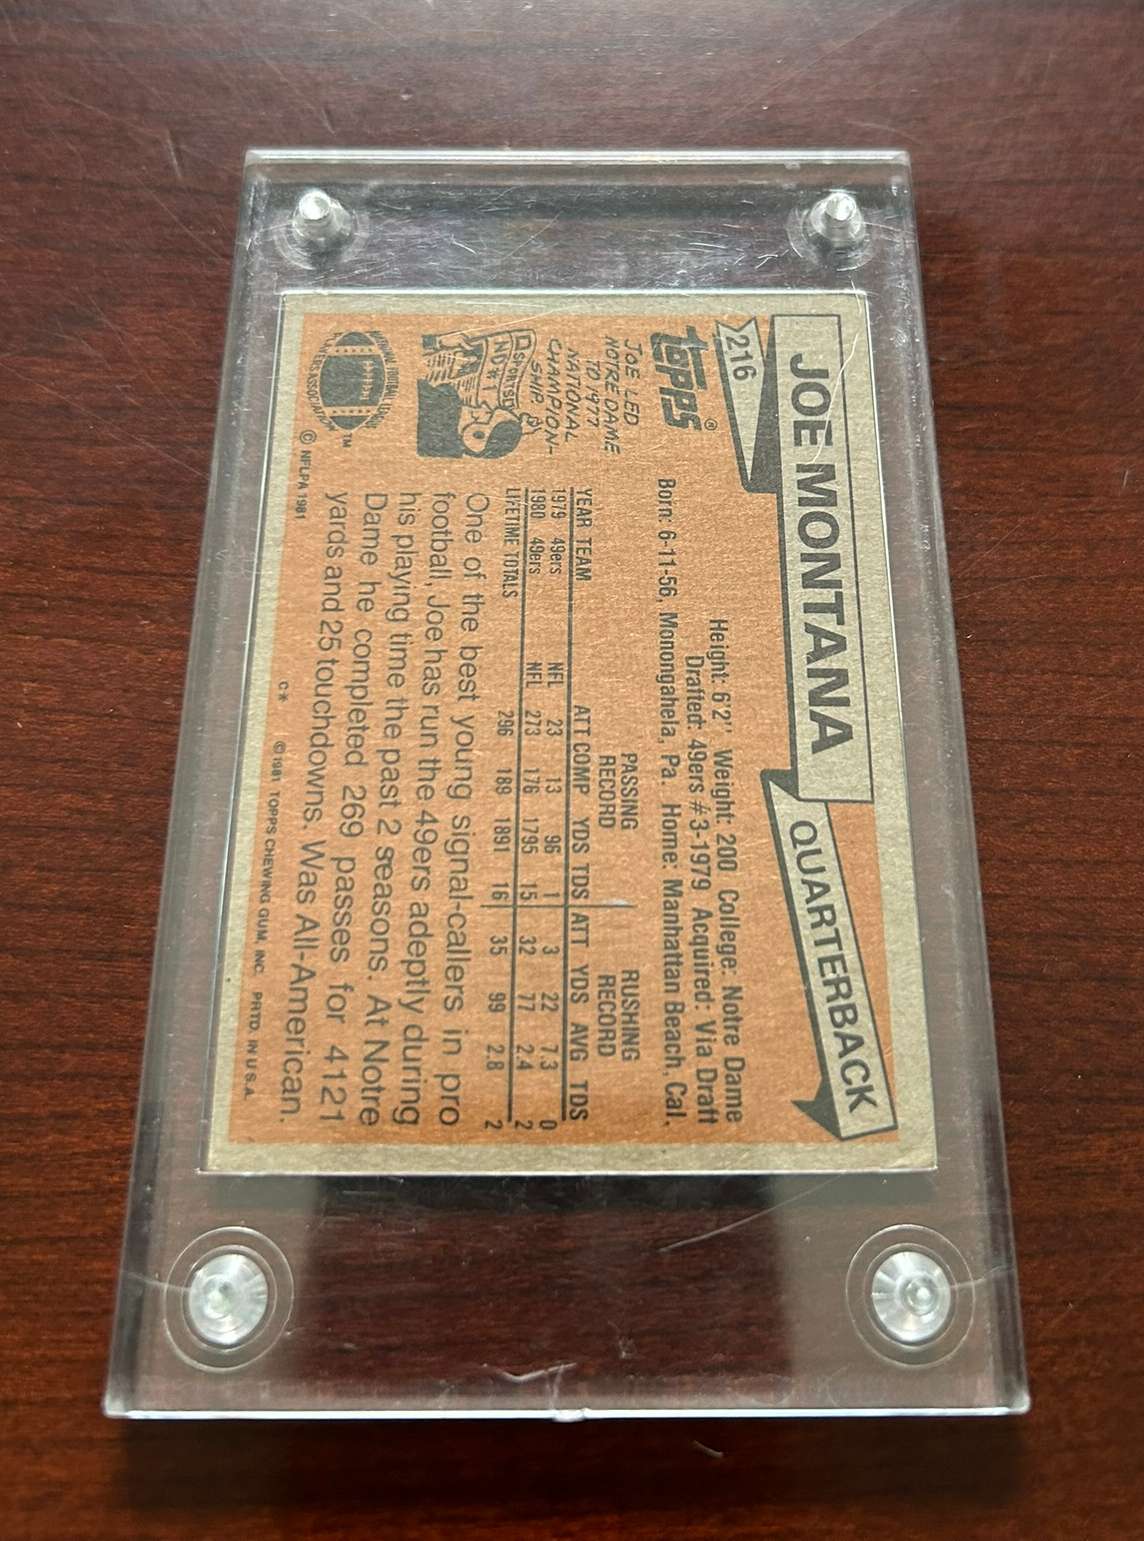 JOE MONTANA
QUARTERBACK
216
Topps®
Height: 6'2' Weight: 200 College: Notre Dame
Drafted: 49ers #3-1979 Acquired: Via Draft
Born: 6-11-56, Monongahela, Pa. Home: Manhattan Beach, Cal.
JOE LED
NOTRE DAME
TO 1977
NATIONAL
CHAMPION-
SHIP
PASSING RECORD RUSHING RECORD
YEAR TEAM ATT COMP YDS TDS ATT YDS AVG TDS
1979 49ers NFL 23 13 96 1 3 22 7.3 0
1980 49ers NFL 273 176 1795 15 32 77 2.4 2
LIFETIME TOTALS 296 189 1891 16 35 99 2.8 2
One of the best young signal-callers in pro
football, Joe has run the 49ers adeptly during
his playing time the past 2 seasons. At Notre
Dame he completed 269 passes for 4121
yards and 25 touchdowns. Was All-American.
™
© NFLPA 1981
C* ©1981 TOPPS CHEWING GUM, INC. PRTD. IN U.S.A.